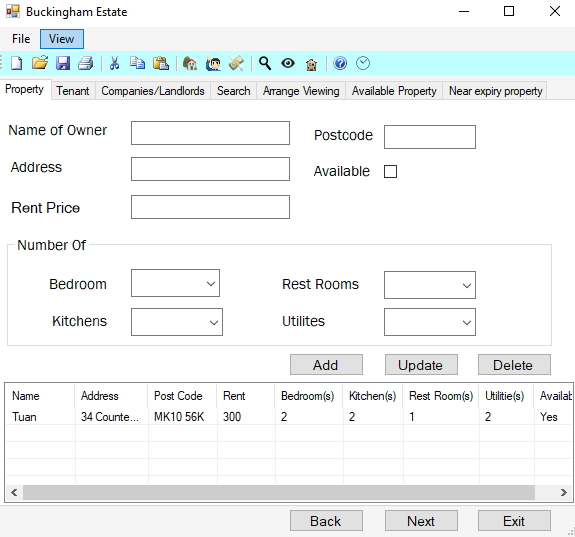 Buckingham Estate
File View
Property Tenant Companies/Landlords Search Arrange Viewing Available Property Near expiry property
Name of Owner Postcode
Address Available
Rent Price
Number Of
Bedroom Rest Rooms
Kitchens Utilites
Add Update Delete
Name Address Post Code Rent Bedroom(s) Kitchen(s) Rest Room(s) Utilitie(s) Availab
Tuan 34 Counte... MK10 56K 300 2 2 1 2 Yes
Back Next Exit